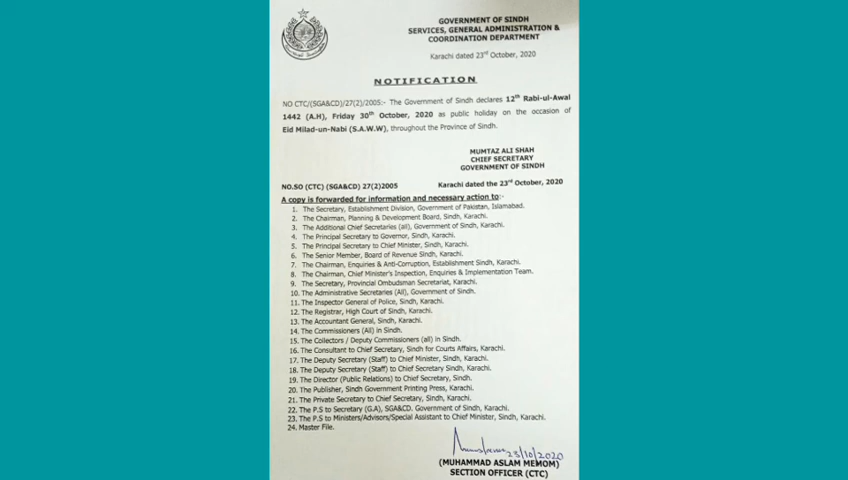 GOVERNMENT OF SINDH
SERVICES, GENERAL ADMINISTRATION &
COORDINATION DEPARTMENT
Karachi dated 23rd October, 2020
NOTIFICATION
NO CTC/(SGA&CD)/27(2)/2005:- The Government of Sindh declares 12th Rabi-ul-Awal
1442 (A.H), Friday 30th October, 2020 as public holiday on the occasion of
Eid Milad-un-Nabi (S.A.W.W), throughout the Province of Sindh.
MUMTAZ ALI SHAH
CHIEF SECRETARY
GOVERNMENT OF SINDH
NO.SO (CTC) (SGA&CD) 27(2)2005 Karachi dated the 23rd October, 2020
A copy is forwarded for information and necessary action to:-
1. The Secretary, Establishment Division, Government of Pakistan, Islamabad.
2. The Chairman, Planning & Development Board, Sindh, Karachi.
3. The Additional Chief Secretaries (all), Government of Sindh, Karachi.
4. The Principal Secretary to Governor, Sindh, Karachi.
5. The Principal Secretary to Chief Minister, Sindh, Karachi.
6. The Senior Member, Board of Revenue Sindh, Karachi.
7. The Chairman, Enquiries & Anti-Corruption, Establishment Sindh, Karachi.
8. The Chairman, Chief Minister's Inspection, Enquiries & Implementation Team.
9. The Secretary, Provincial Ombudsman Secretariat, Karachi.
10. The Administrative Secretaries (All), Government of Sindh.
11. The Inspector General of Police, Sindh, Karachi.
12. The Registrar, High Court of Sindh, Karachi.
13. The Accountant General, Sindh, Karachi.
14. The Commissioners (All) in Sindh.
15. The Collectors / Deputy Commissioners (all) in Sindh.
16. The Consultant to Chief Secretary, Sindh for Courts Affairs, Karachi.
17. The Deputy Secretary (Staff) to Chief Minister, Sindh, Karachi.
18. The Deputy Secretary (Staff) to Chief Secretary Sindh, Karachi.
19. The Director (Public Relations) to Chief Secretary, Sindh.
20. The Publisher, Sindh Government Printing Press, Karachi.
21. The Private Secretary to Chief Secretary, Sindh, Karachi.
22. The P.S to Secretary (G.A), SGA&CD. Government of Sindh, Karachi.
23. The P.S to Ministers/Advisors/Special Assistant to Chief Minister, Sindh, Karachi.
24. Master File.
23/10/2020
(MUHAMMAD ASLAM MEMOM)
SECTION OFFICER (CTC)